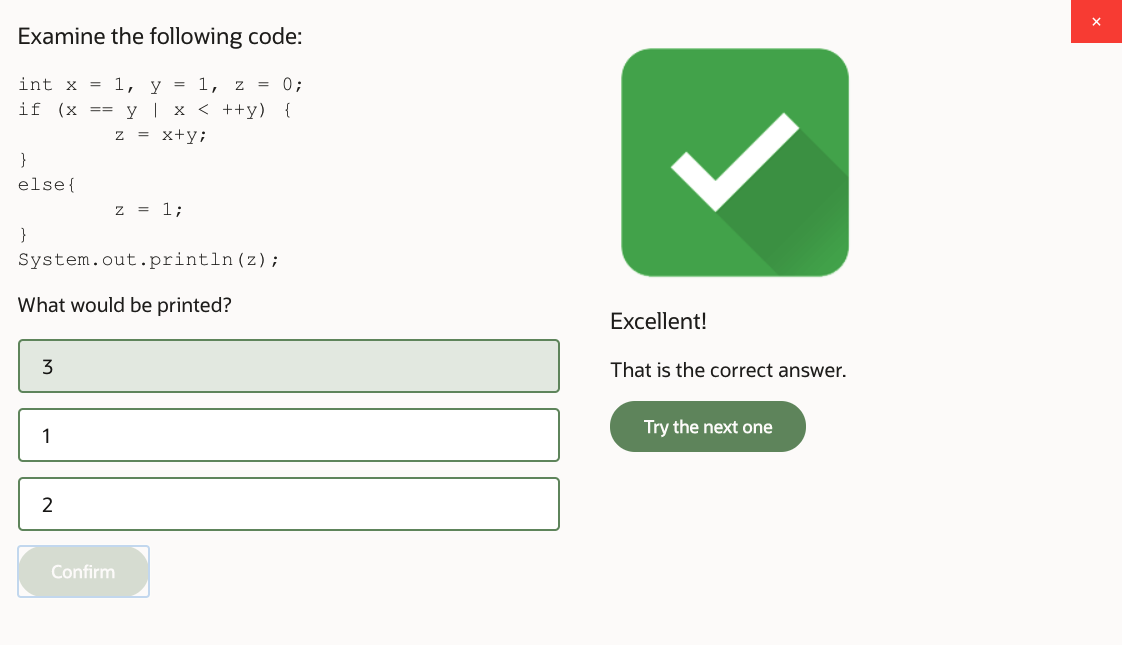 Examine the following code:
int x = 1, y = 1, z = 0;
if (x == y | x < ++y) {
        z = x+y;
}
else{
        z = 1;
}
System.out.println(z);
What would be printed?
3
1
2
Confirm
×
Excellent!
That is the correct answer.
Try the next one